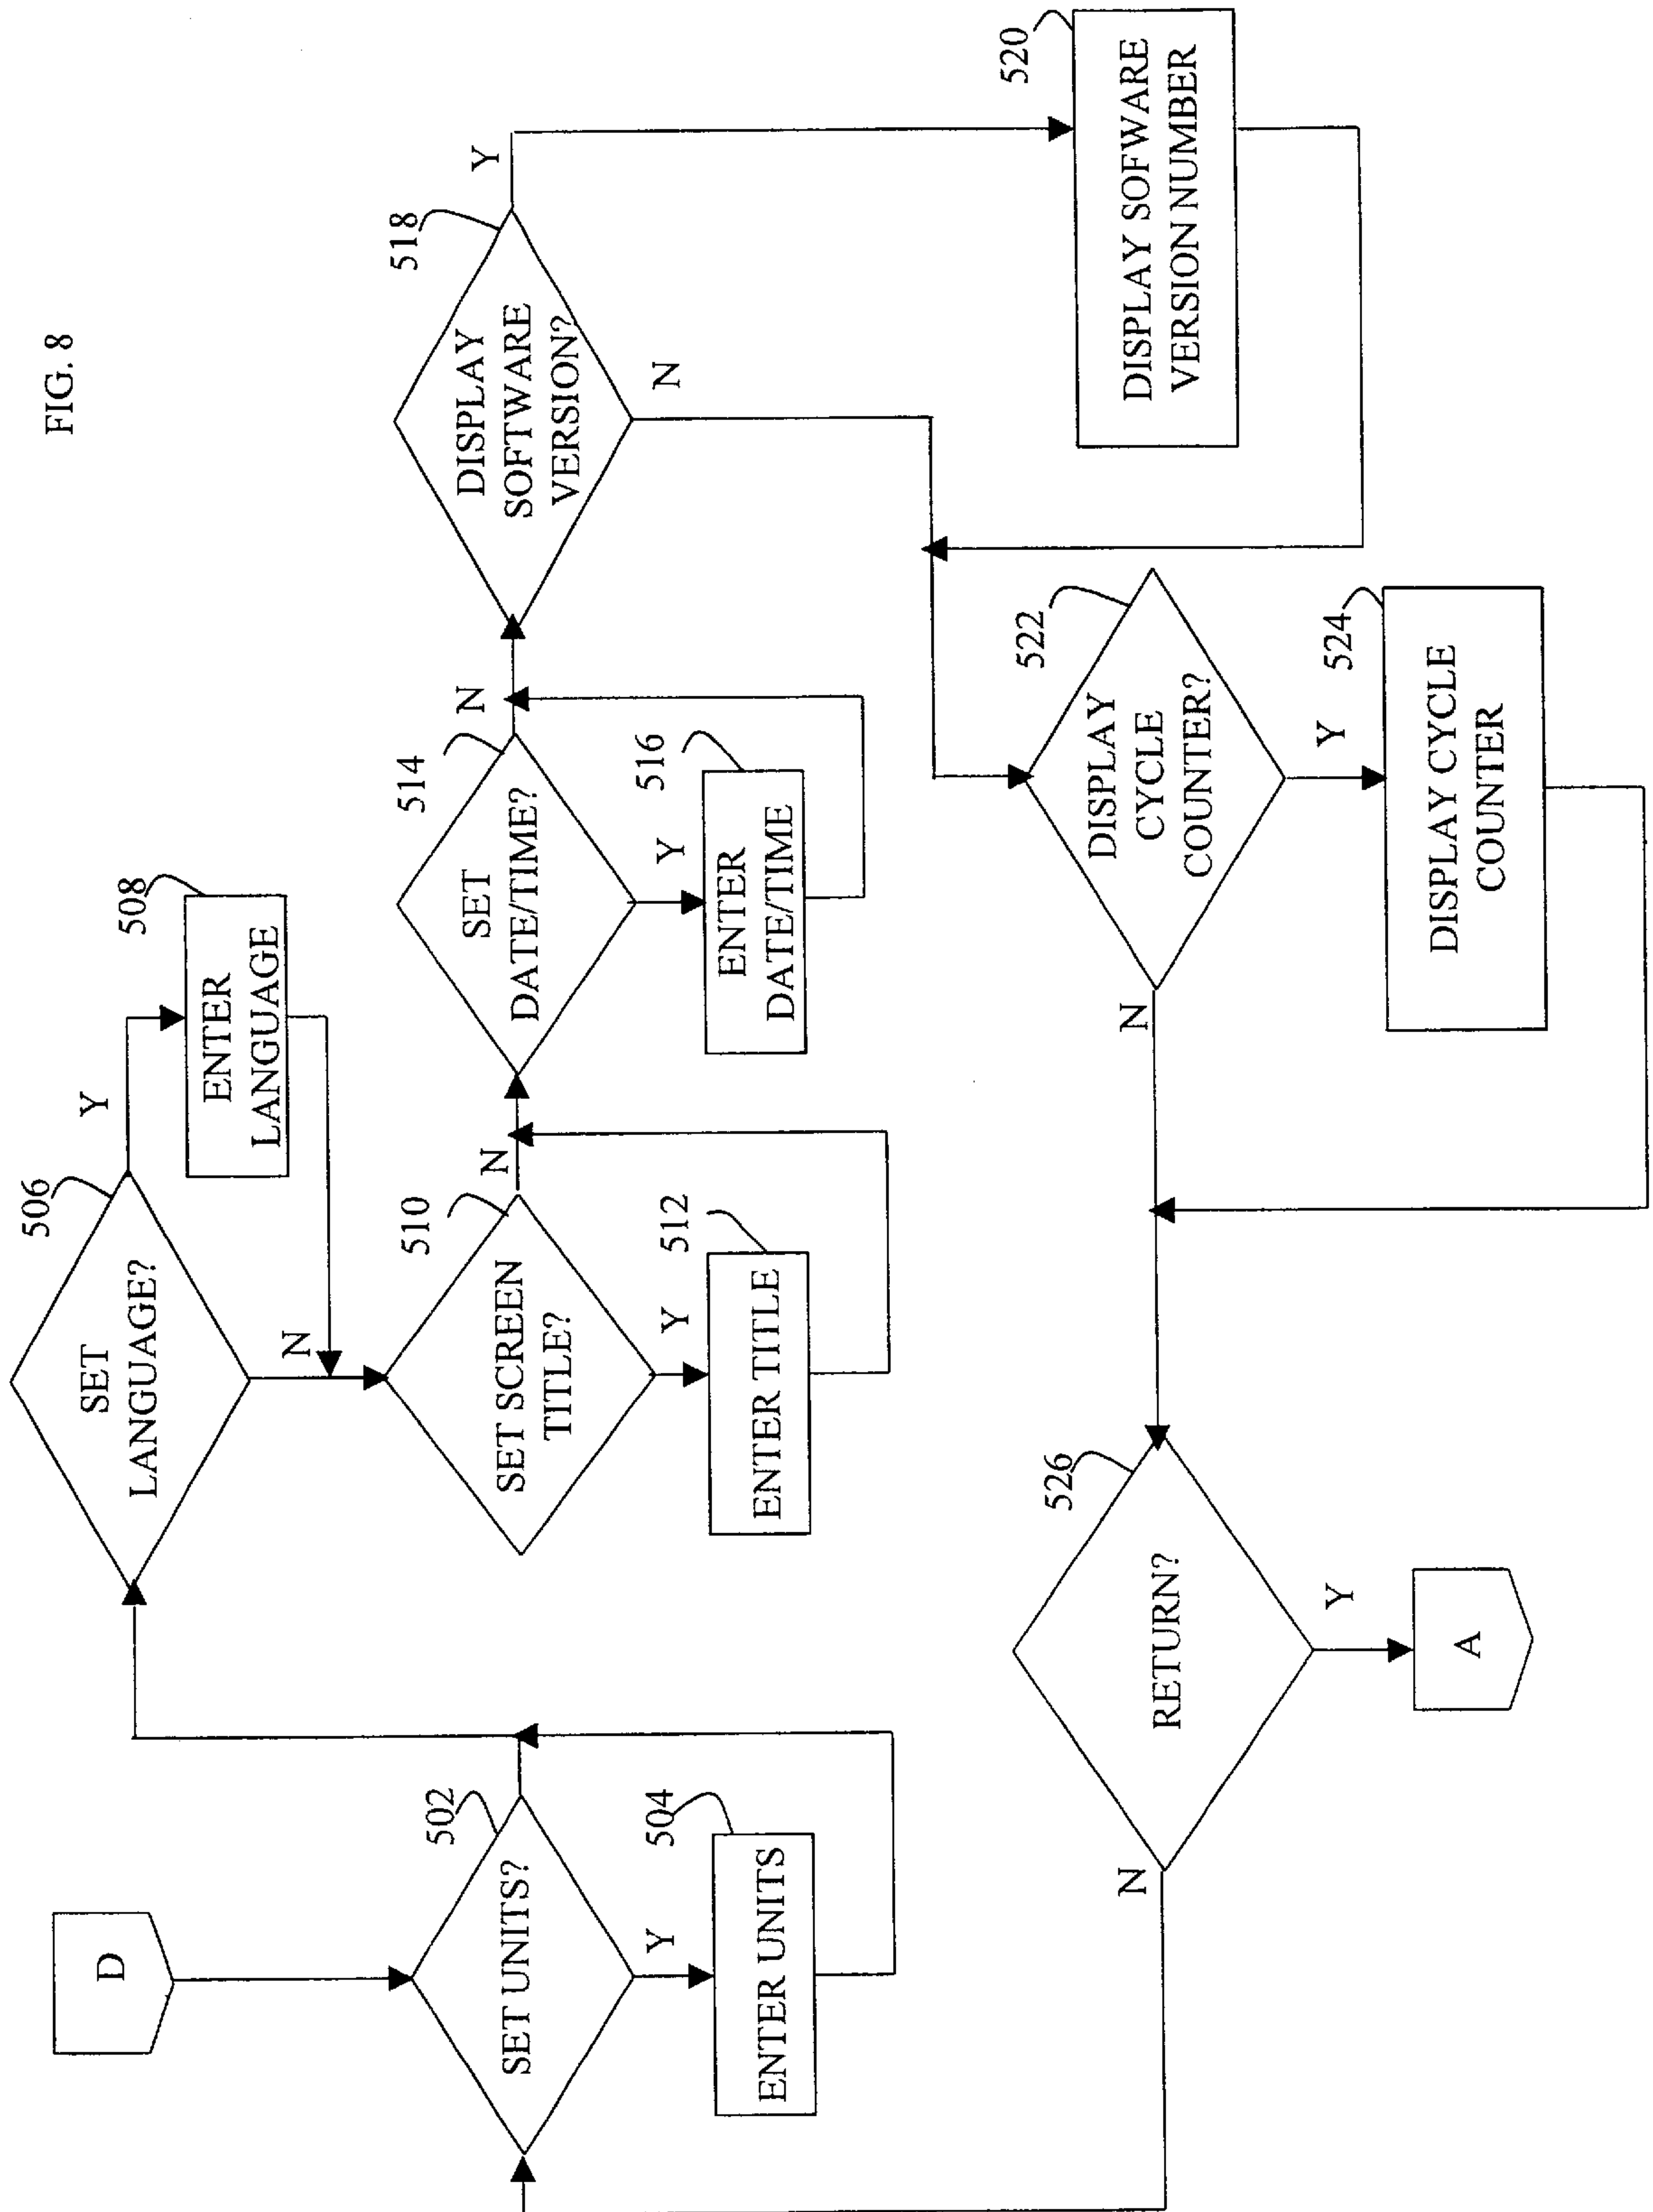 FIG. 8
D
502
SET UNITS?
Y
504
ENTER UNITS
506
SET
LANGUAGE?
Y
508
ENTER
LANGUAGE
N
510
SET SCREEN
TITLE?
N
Y
512
ENTER TITLE
514
SET
DATE/TIME?
N
Y
516
ENTER
DATE/TIME
518
DISPLAY
SOFTWARE
VERSION?
Y
N
520
DISPLAY SOFWARE
VERSION NUMBER
522
DISPLAY
CYCLE
COUNTER?
N
Y
524
DISPLAY CYCLE
COUNTER
526
RETURN?
N
Y
A